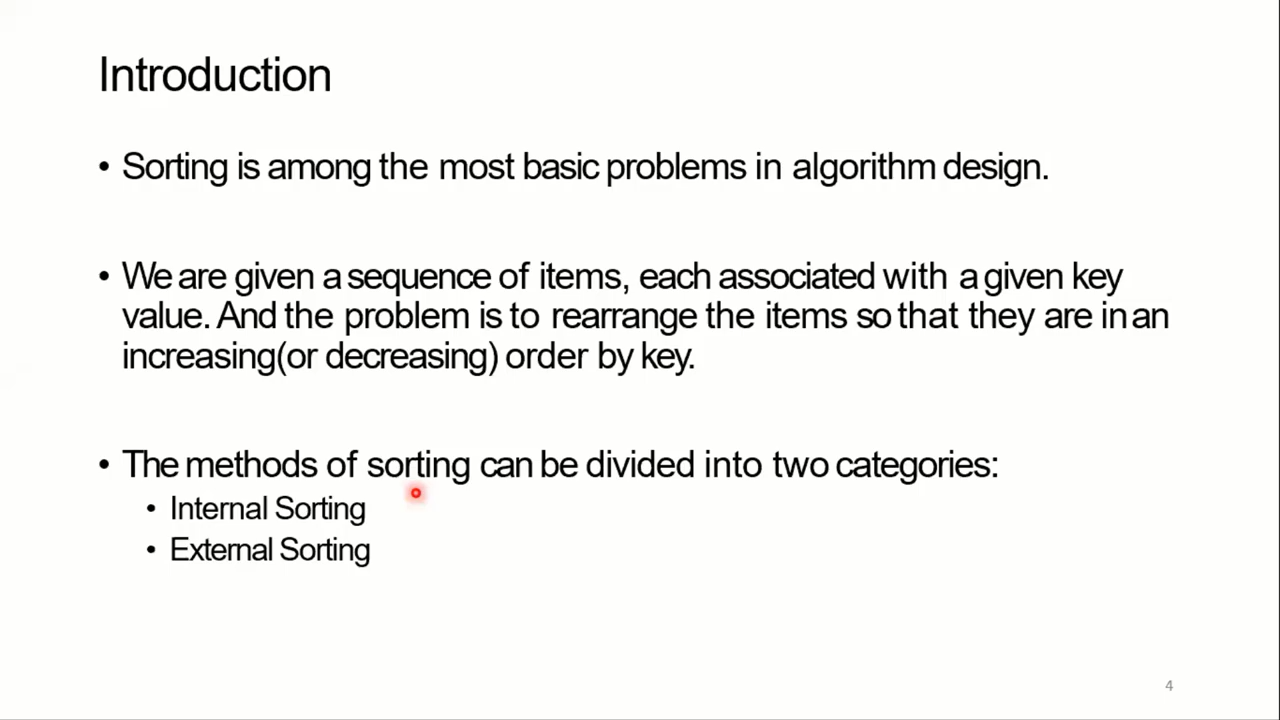 Introduction
• Sorting is among the most basic problems in algorithm design.
• We are given a sequence of items, each associated with a given key
value. And the problem is to rearrange the items so that they are in an
increasing(or decreasing) order by key.
• The methods of sorting can be divided into two categories:
• Internal Sorting
• External Sorting
4